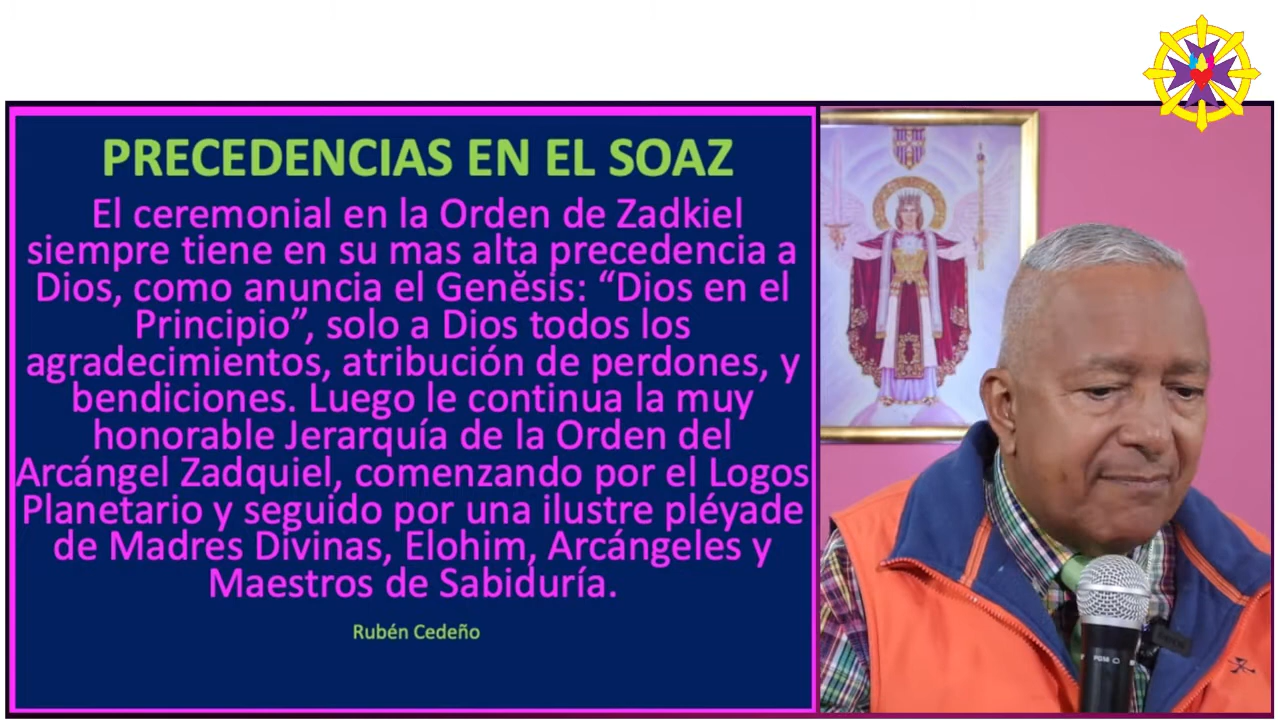 PRECEDENCIAS EN EL SOAZ
El ceremonial en la Orden de Zadkiel
siempre tiene en su mas alta precedencia a
Dios, como anuncia el Genĕsis: “Dios en el
Principio”, solo a Dios todos los
agradecimientos, atribución de perdones, y
bendiciones. Luego le continua la muy
honorable Jerarquía de la Orden del
Arcángel Zadquiel, comenzando por el Logos
Planetario y seguido por una ilustre pléyade
de Madres Divinas, Elohim, Arcángeles y
Maestros de Sabiduría.
Rubén Cedeño